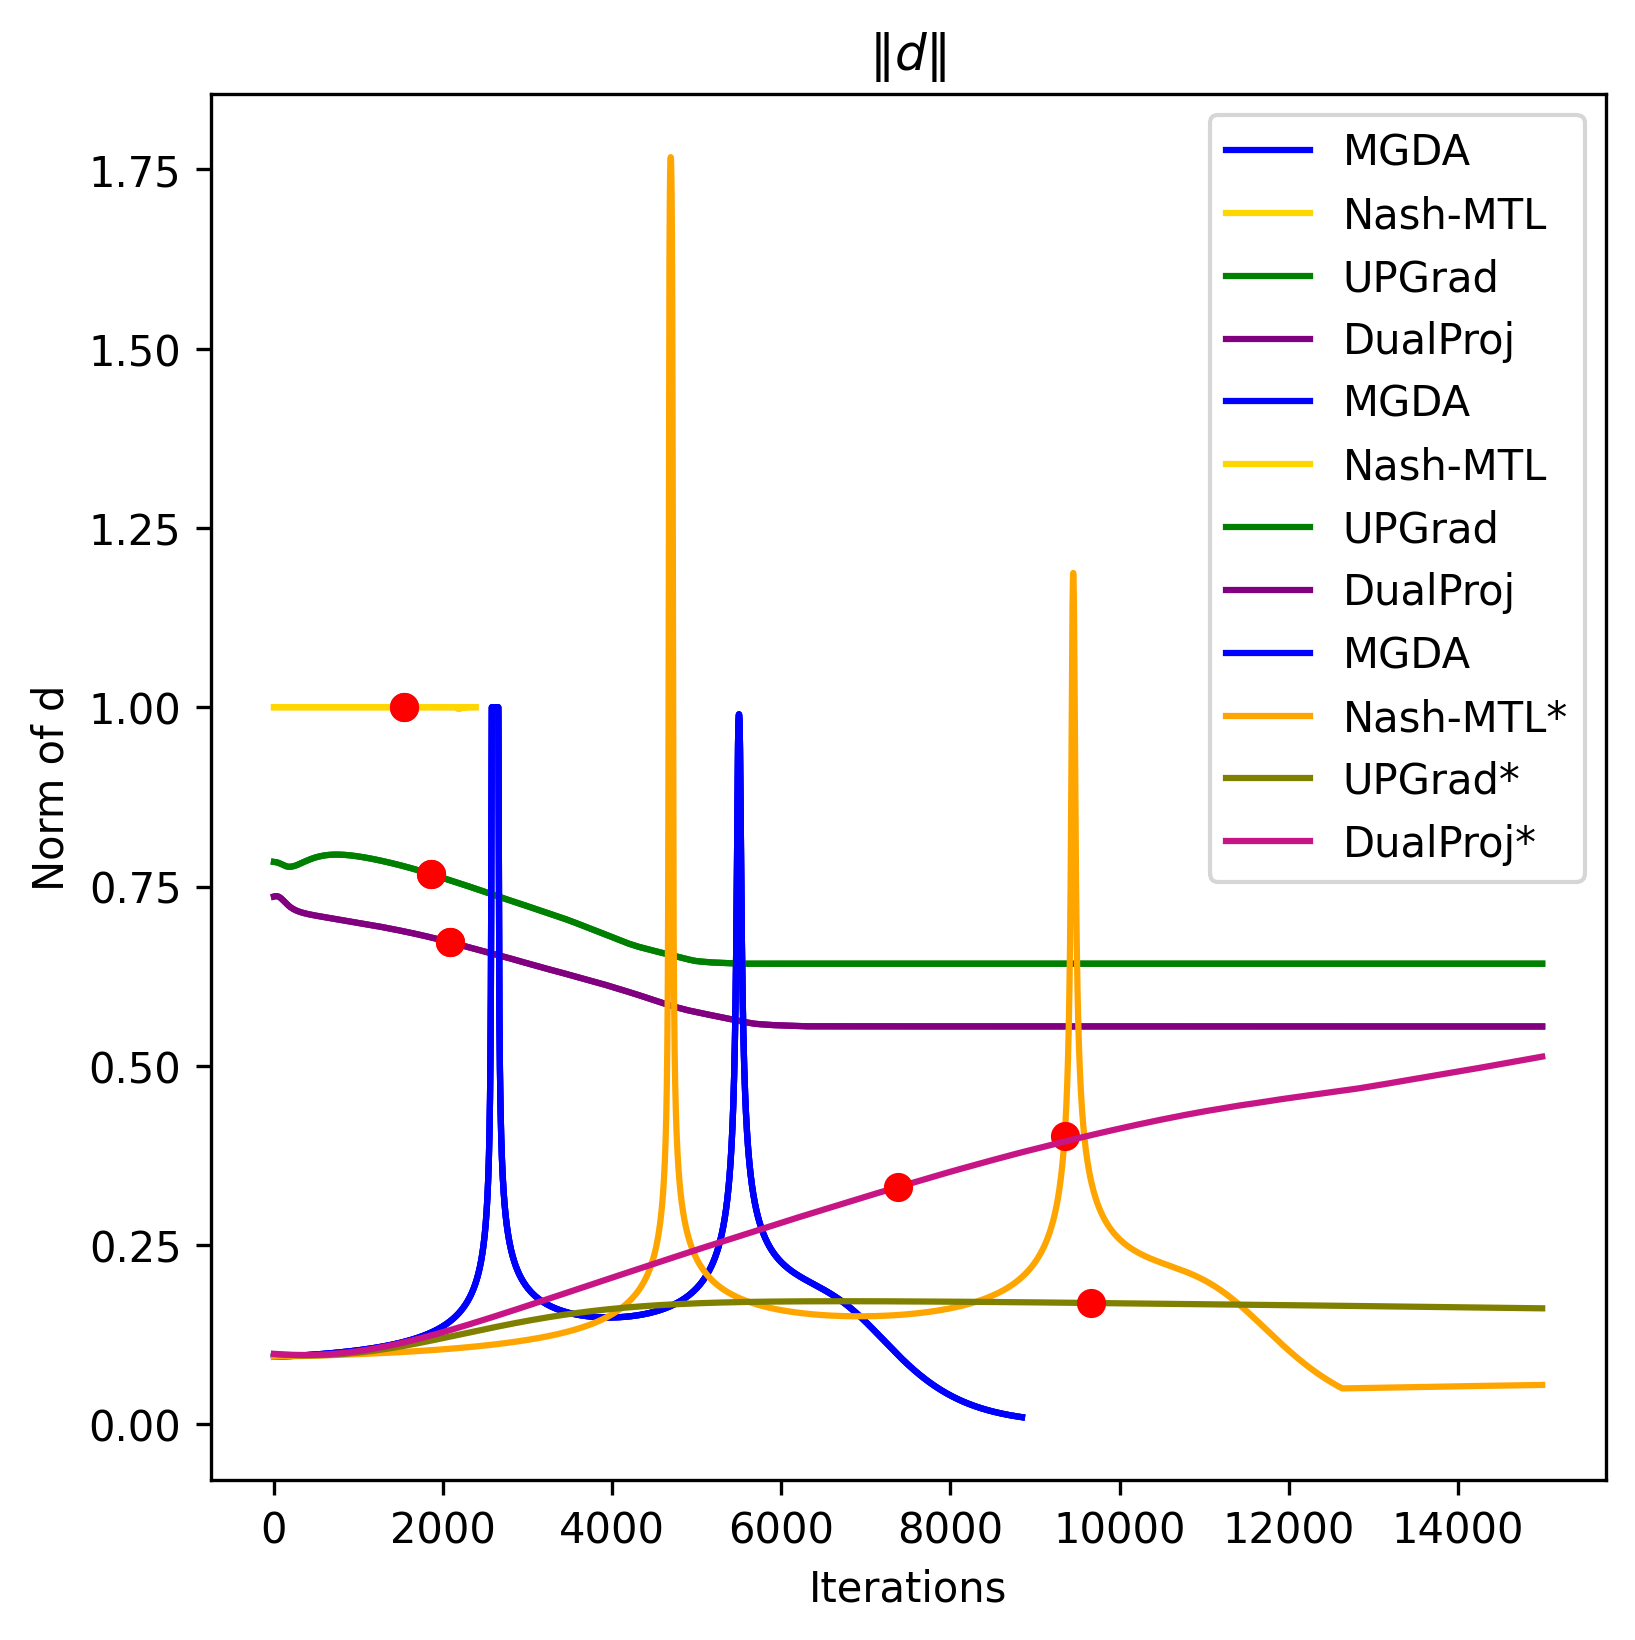 ‖d‖
Norm of d
1.75
1.50
1.25
1.00
0.75
0.50
0.25
0.00
MGDA
Nash-MTL
UPGrad
DualProj
MGDA
Nash-MTL
UPGrad
DualProj
MGDA
Nash-MTL*
UPGrad*
DualProj*
0 2000 4000 6000 8000 10000 12000 14000
Iterations